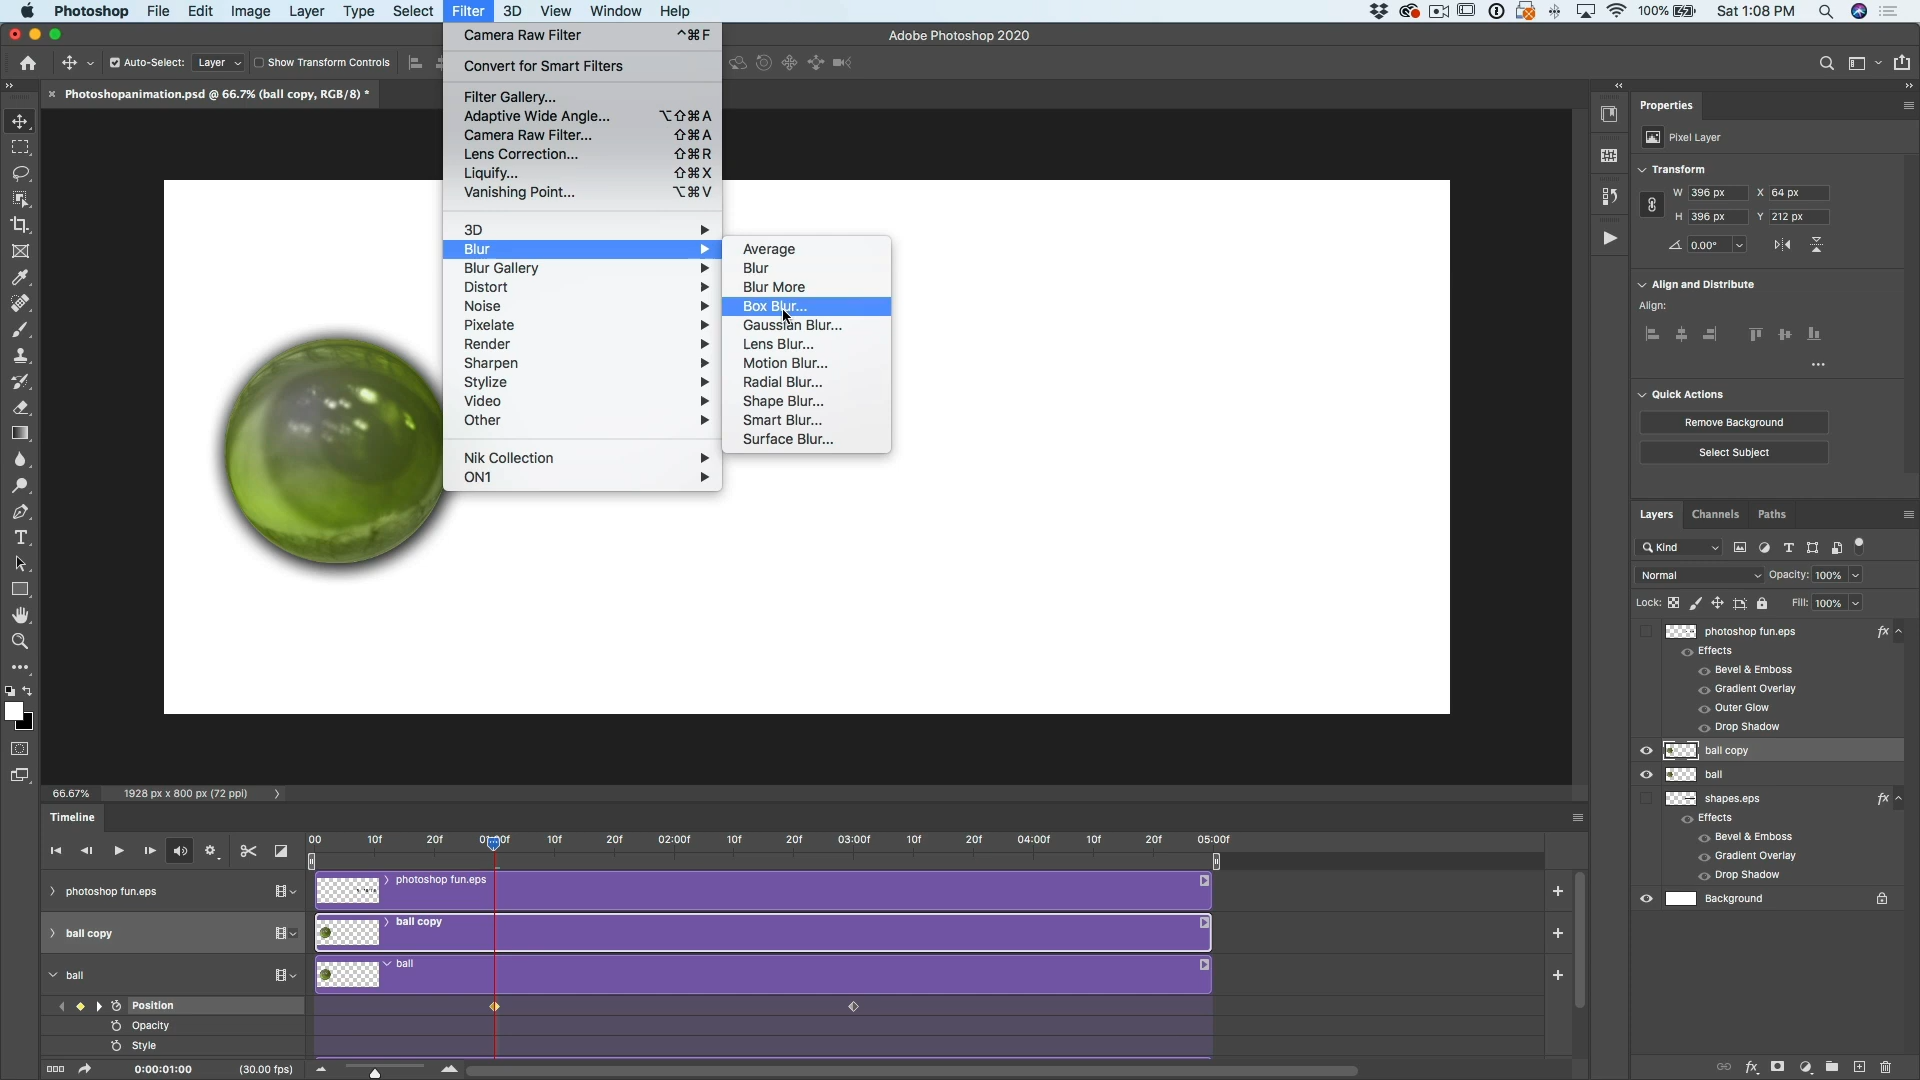 Photoshop File Edit Image Layer Type Select Filter 3D View Window Help 100% Sat 1:08 PM
Adobe Photoshop 2020
Auto-Select: Layer Show Transform Controls
Photoshopanimation.psd @ 66.7% (ball copy, RGB/8) *
Camera Raw Filter ^⌘F
Convert for Smart Filters
Filter Gallery...
Adaptive Wide Angle... ⌥⇧⌘A
Camera Raw Filter... ⇧⌘A
Lens Correction... ⇧⌘R
Liquify... ⇧⌘X
Vanishing Point... ⌥⌘V
3D
Blur
Blur Gallery
Distort
Noise
Pixelate
Render
Sharpen
Stylize
Video
Other
Nik Collection
ON1
Average
Blur
Blur More
Box Blur...
Gaussian Blur...
Lens Blur...
Motion Blur...
Radial Blur...
Shape Blur...
Smart Blur...
Surface Blur...
Properties
Pixel Layer
Transform
W 396 px X 64 px
H 396 px Y 212 px
0.00°
Align and Distribute
Align:
Quick Actions
Remove Background
Select Subject
Layers Channels Paths
Kind
Normal Opacity: 100%
Lock: Fill: 100%
photoshop fun.eps fx
Effects
Bevel & Emboss
Gradient Overlay
Outer Glow
Drop Shadow
ball copy
ball
shapes.eps fx
Effects
Bevel & Emboss
Gradient Overlay
Drop Shadow
Background
66.67% 1928 px x 800 px (72 ppi)
Timeline
00 10f 20f 01:00f 10f 20f 02:00f 10f 20f 03:00f 10f 20f 04:00f 10f 20f 05:00f
photoshop fun.eps photoshop fun.eps
ball copy ball copy
ball ball
Position
Opacity
Style
0:00:01:00 (30.00 fps)
fx